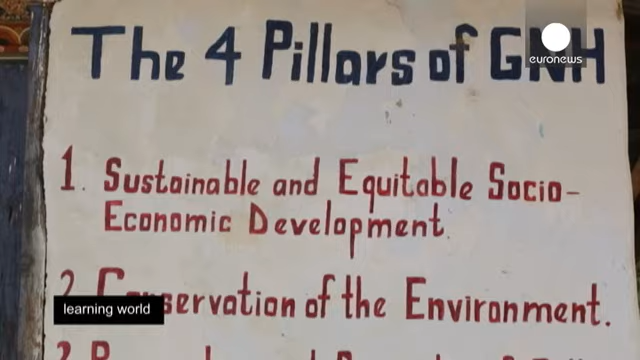 The 4 Pillars of GNH
euronews
1. Sustainable and Equitable Socio-
Economic Development.
2. Conservation of the Environment.
learning world
3.